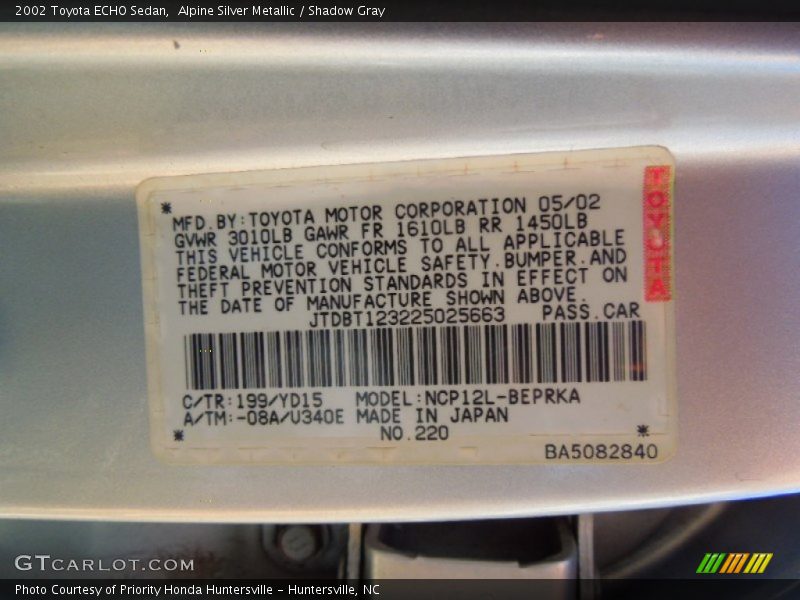 2002 Toyota ECHO Sedan,  Alpine Silver Metallic / Shadow Gray
MFD.BY:TOYOTA MOTOR CORPORATION 05/02
GVWR 3010LB GAWR FR 1610LB RR 1450LB
THIS VEHICLE CONFORMS TO ALL APPLICABLE
FEDERAL MOTOR VEHICLE SAFETY.BUMPER.AND
THEFT PREVENTION STANDARDS IN EFFECT ON
THE DATE OF MANUFACTURE SHOWN ABOVE.
JTDBT123225025663 PASS.CAR
TOYOTA
C/TR:199/YD15 MODEL:NCP12L-BEPRKA
A/TM:-08A/U340E MADE IN JAPAN
NO.220
BA5082840
GTCARLOT.COM
Photo Courtesy of Priority Honda Huntersville – Huntersville, NC